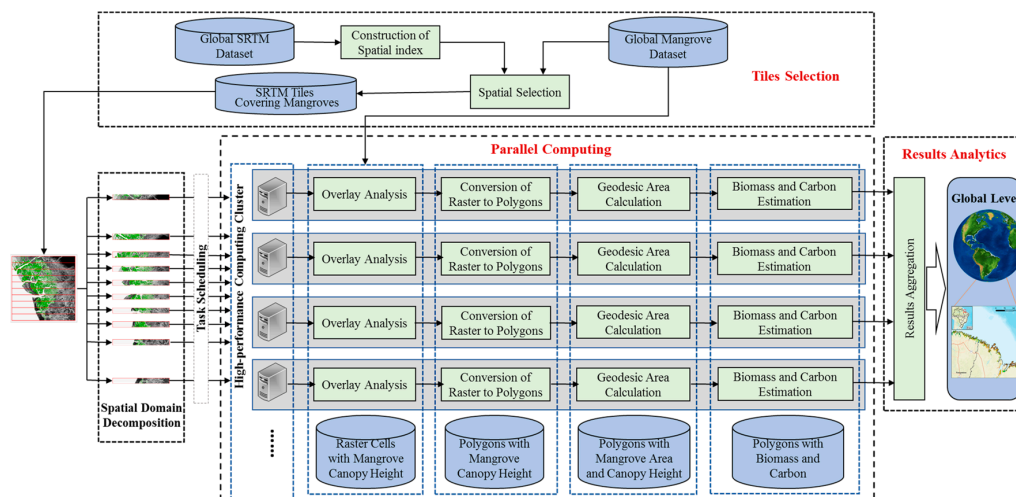 Global SRTM
Dataset
Construction of
Spatial index
Global Mangrove
Dataset
Tiles Selection
SRTM Tiles
Covering Mangroves
Spatial Selection
Parallel Computing
Results Analytics
Spatial Domain
Decomposition
Task Scheduling
High-performance Computing Cluster
Overlay Analysis
Conversion of
Raster to Polygons
Geodesic Area
Calculation
Biomass and Carbon
Estimation
Overlay Analysis
Conversion of
Raster to Polygons
Geodesic Area
Calculation
Biomass and Carbon
Estimation
Overlay Analysis
Conversion of
Raster to Polygons
Geodesic Area
Calculation
Biomass and Carbon
Estimation
Overlay Analysis
Conversion of
Raster to Polygons
Geodesic Area
Calculation
Biomass and Carbon
Estimation
......
Raster Cells
with Mangrove
Canopy Height
Polygons with
Mangrove
Canopy Height
Polygons with
Mangrove Area
and Canopy Height
Polygons with
Biomass and
Carbon
Results Aggregation
Global Level